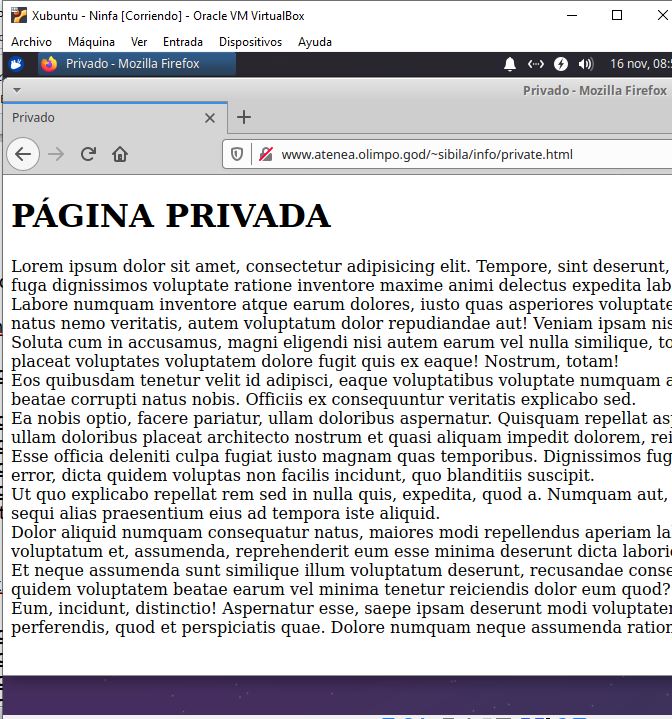 Xubuntu - Ninfa [Corriendo] - Oracle VM VirtualBox
Archivo Máquina Ver Entrada Dispositivos Ayuda
Privado - Mozilla Firefox 16 nov, 08:5
Privado - Mozilla Firefox
Privado
www.atenea.olimpo.god/~sibila/info/private.html
PÁGINA PRIVADA
Lorem ipsum dolor sit amet, consectetur adipisicing elit. Tempore, sint deserunt,
fuga dignissimos voluptate ratione inventore maxime animi delectus expedita lab
Labore numquam inventore atque earum dolores, iusto quas asperiores voluptate
natus nemo veritatis, autem voluptatum dolor repudiandae aut! Veniam ipsam nis
Soluta cum in accusamus, magni eligendi nisi autem earum vel nulla similique, to
placeat voluptates voluptatem dolore fugit quis ex eaque! Nostrum, totam!
Eos quibusdam tenetur velit id adipisci, eaque voluptatibus voluptate numquam a
beatae corrupti natus nobis. Officiis ex consequuntur veritatis explicabo sed.
Ea nobis optio, facere pariatur, ullam doloribus aspernatur. Quisquam repellat asp
ullam doloribus placeat architecto nostrum et quasi aliquam impedit dolorem, rei
Esse officia deleniti culpa fugiat iusto magnam quas temporibus. Dignissimos fug
error, dicta quidem voluptas non facilis incidunt, quo blanditiis suscipit.
Ut quo explicabo repellat rem sed in nulla quis, expedita, quod a. Numquam aut,
sequi alias praesentium eius ad tempora iste aliquid.
Dolor aliquid numquam consequatur natus, maiores modi repellendus aperiam la
voluptatum et, assumenda, reprehenderit eum esse minima deserunt dicta labori
Et neque assumenda sunt similique illum voluptatum deserunt, recusandae conse
quidem voluptatem beatae earum vel minima tenetur reiciendis dolor eum quod?
Eum, incidunt, distinctio! Aspernatur esse, saepe ipsam deserunt modi voluptate
perferendis, quod et perspiciatis quae. Dolore numquam neque assumenda ration